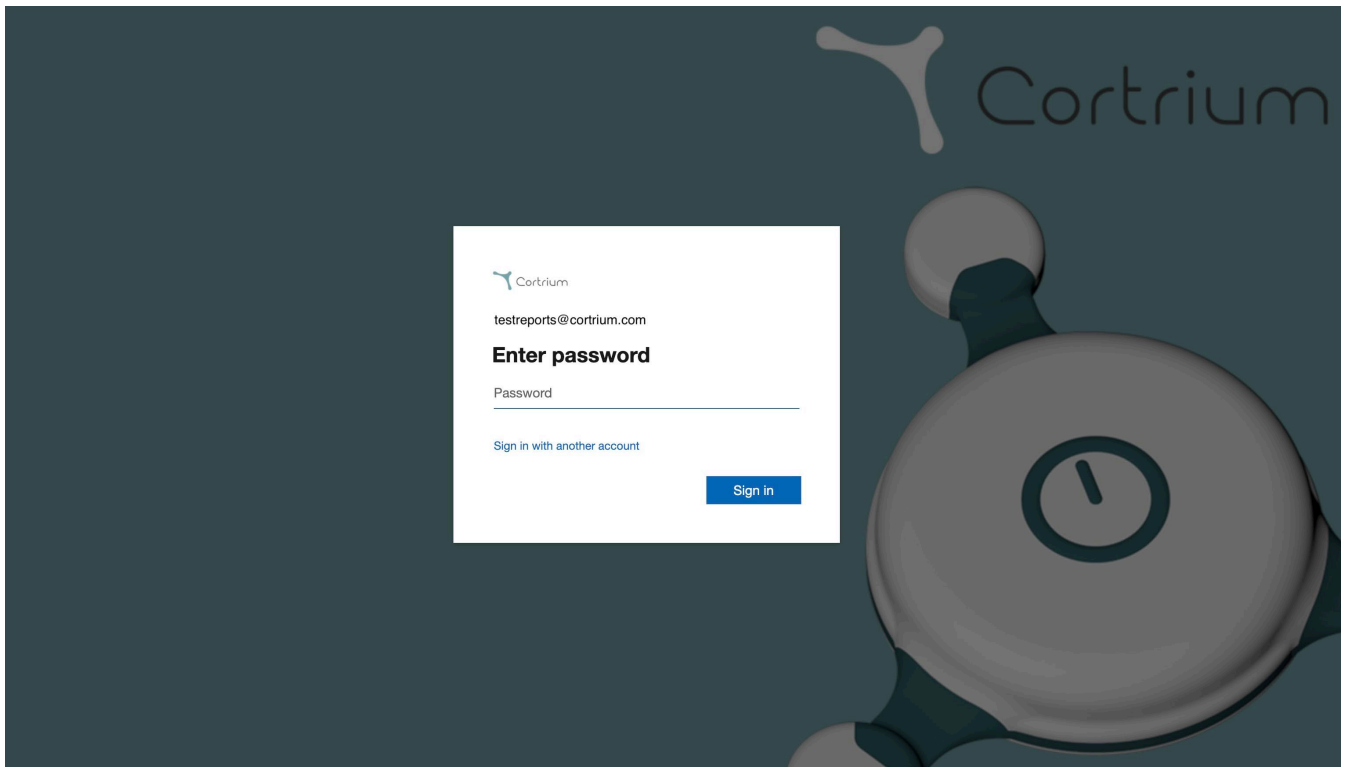 Cortrium
Cortrium
testreports@cortrium.com
Enter password
Password
Sign in with another account
Sign in